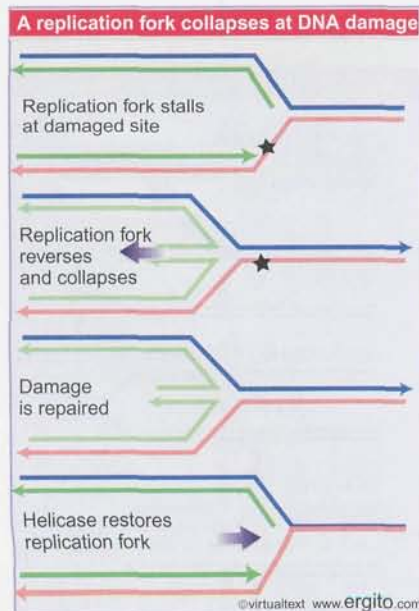 A replication fork collapses at DNA damage
Replication fork stalls
at damaged site
Replication fork
reverses
and collapses
Damage
is repaired
Helicase restores
replication fork
©virtualtext www.ergito.com